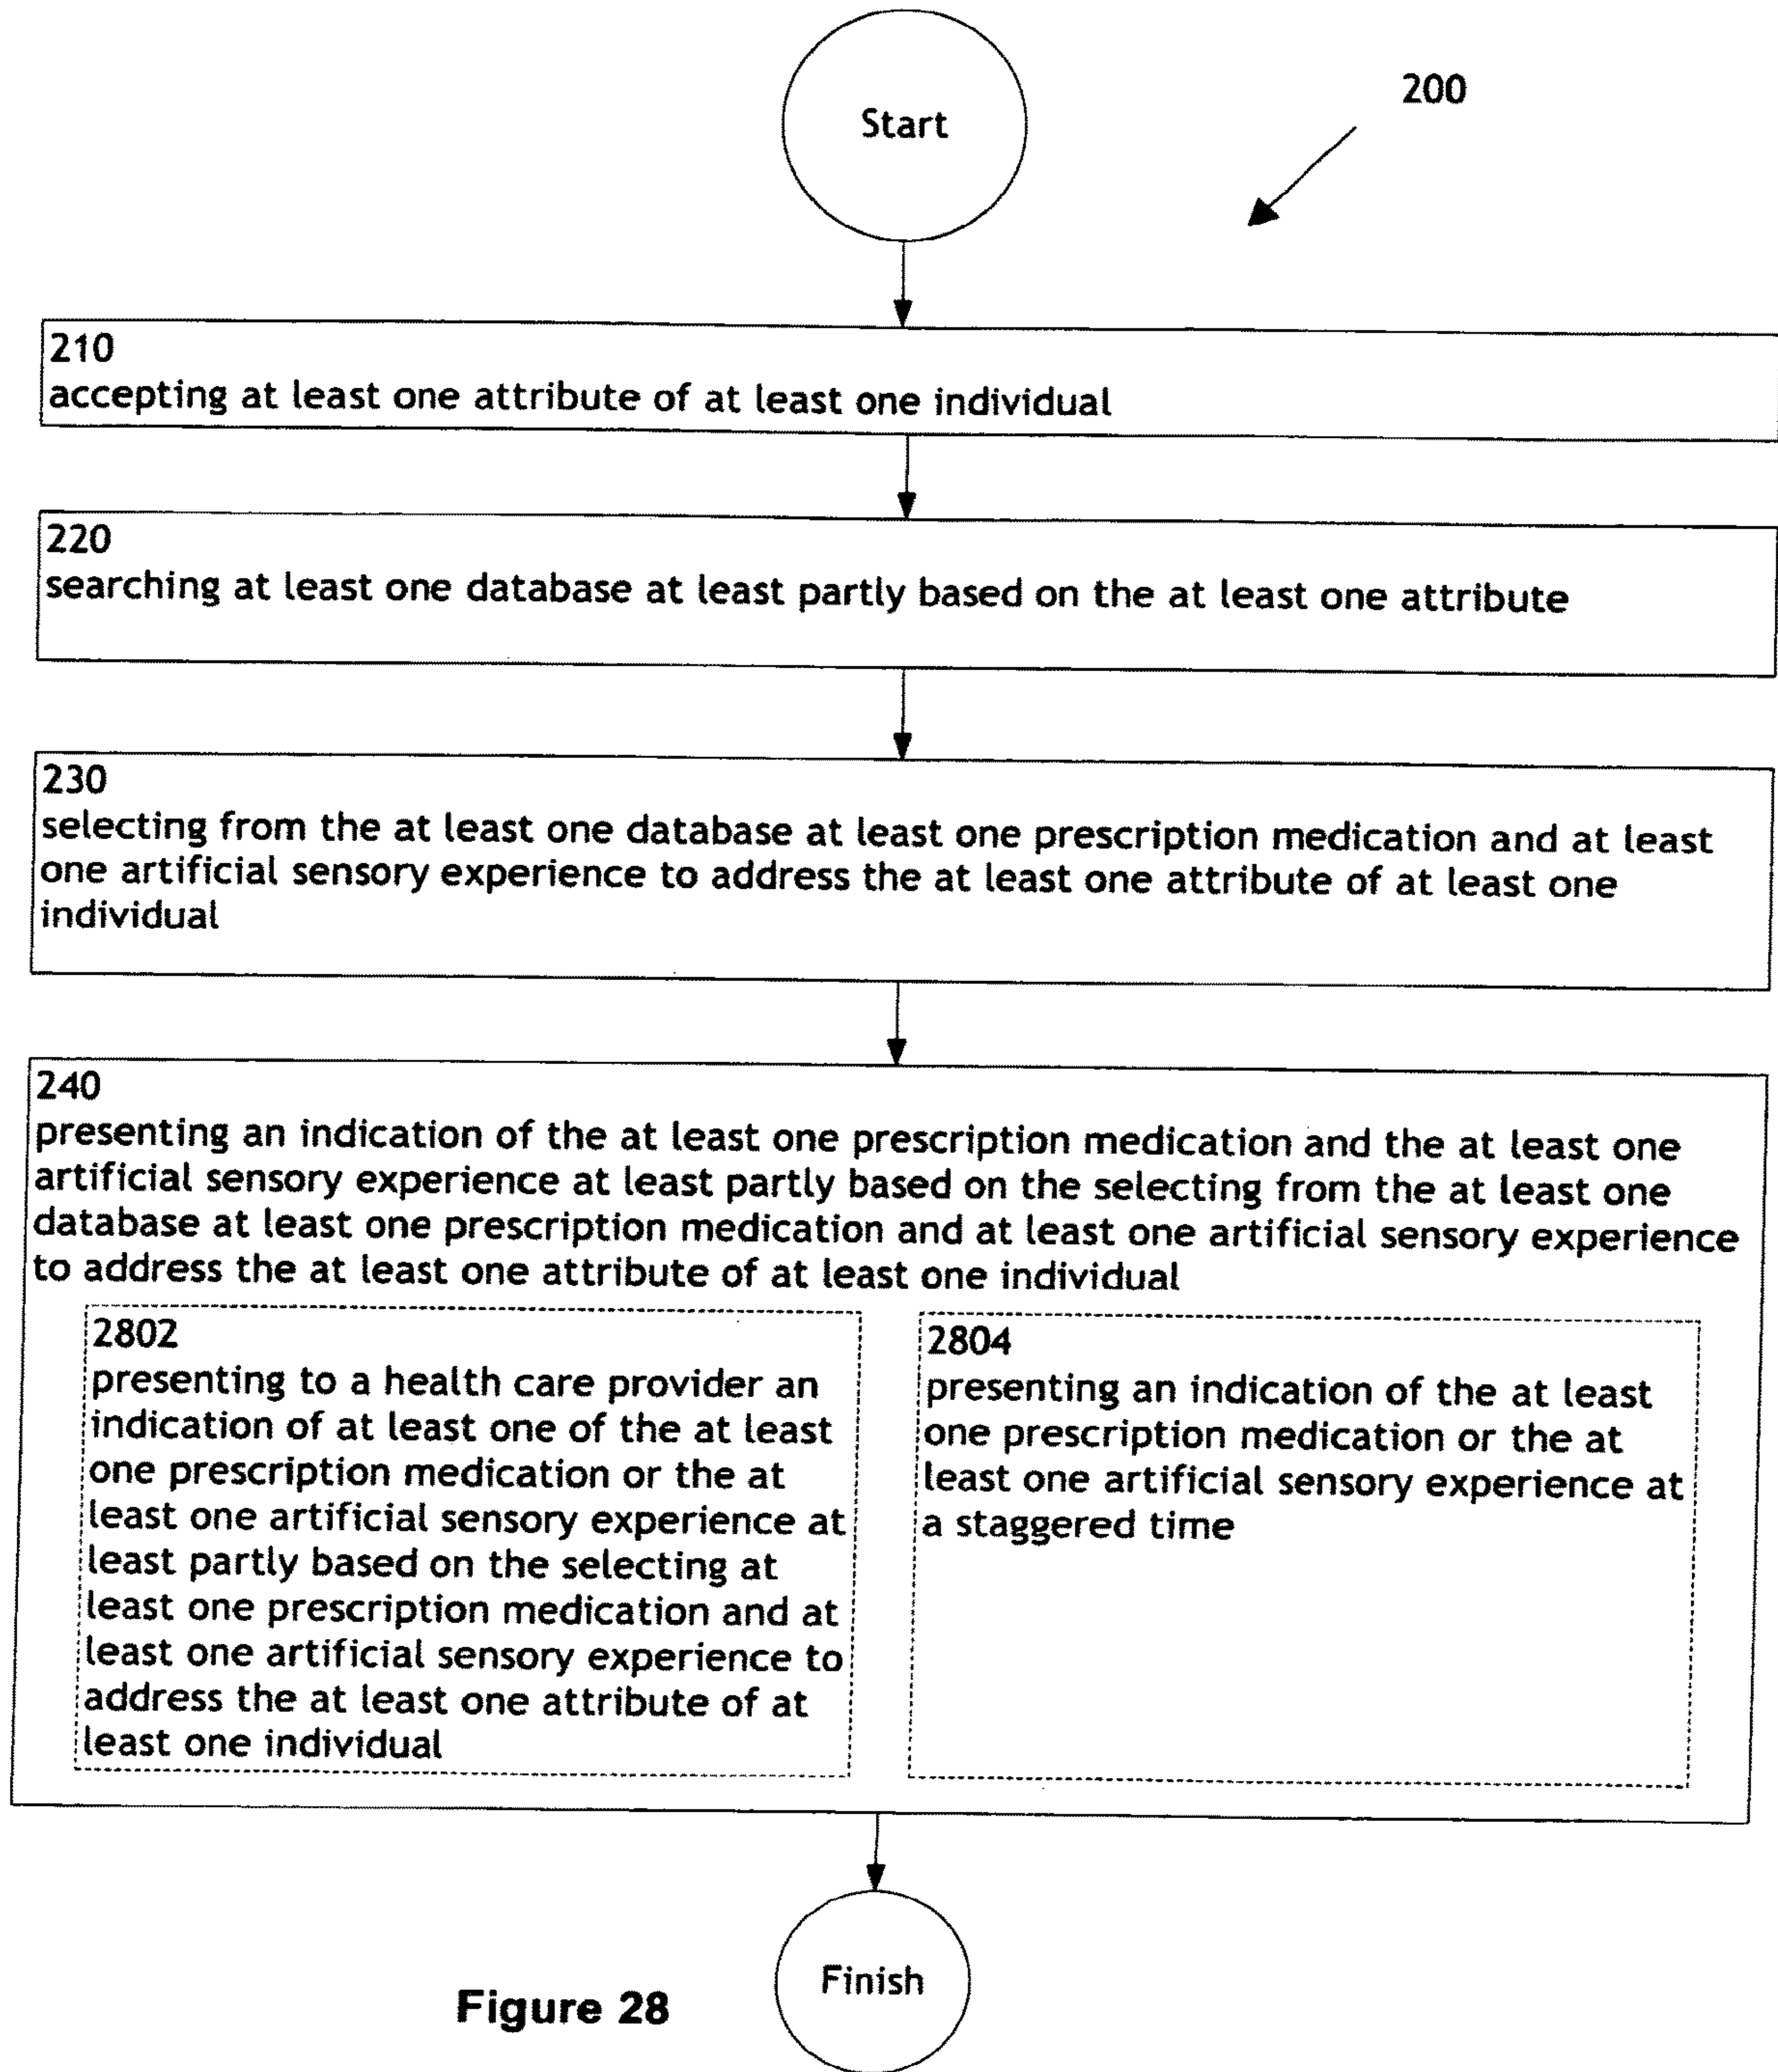 Start
200
210
accepting at least one attribute of at least one individual
220
searching at least one database at least partly based on the at least one attribute
230
selecting from the at least one database at least one prescription medication and at least
one artificial sensory experience to address the at least one attribute of at least one
individual
240
presenting an indication of the at least one prescription medication and the at least one
artificial sensory experience at least partly based on the selecting from the at least one
database at least one prescription medication and at least one artificial sensory experience
to address the at least one attribute of at least one individual
2802
presenting to a health care provider an
indication of at least one of the at least
one prescription medication or the at
least one artificial sensory experience at
least partly based on the selecting at
least one prescription medication and at
least one artificial sensory experience to
address the at least one attribute of at
least one individual
2804
presenting an indication of the at least
one prescription medication or the at
least one artificial sensory experience at
a staggered time
Finish
Figure 28